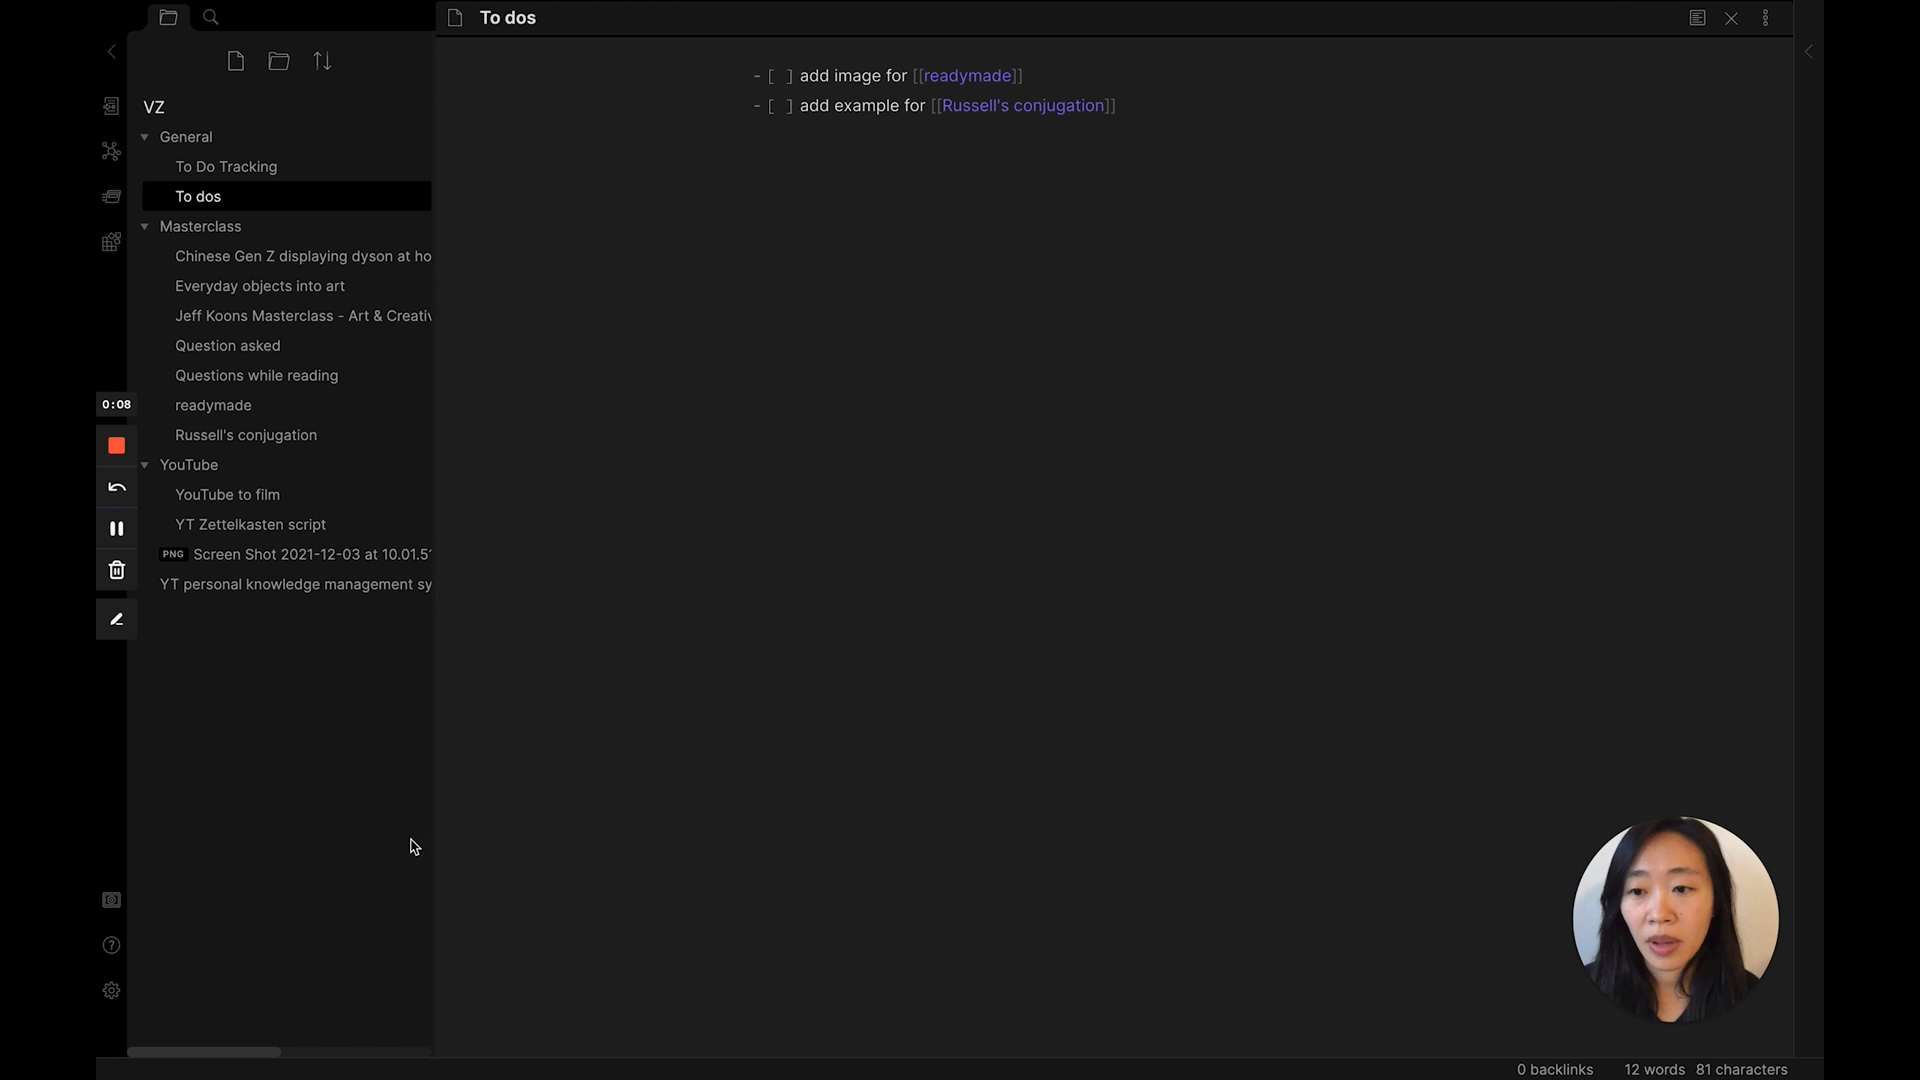 To dos
- [ ] add image for [[readymade]]
- [ ] add example for [[Russell's conjugation]]
VZ
General
To Do Tracking
To dos
Masterclass
Chinese Gen Z displaying dyson at ho
Everyday objects into art
Jeff Koons Masterclass - Art & Creativ
Question asked
Questions while reading
readymade
Russell's conjugation
YouTube
YouTube to film
YT Zettelkasten script
PNG Screen Shot 2021-12-03 at 10.01.5
YT personal knowledge management sy
0:08
0 backlinks 12 words 81 characters